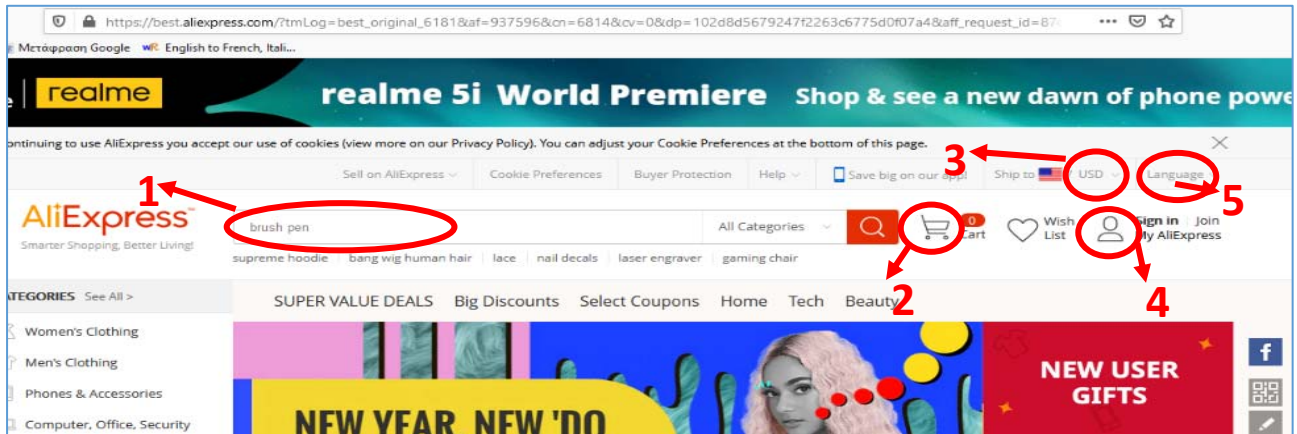 https://best.aliexpress.com/?tmLog=best_original_6181&af=937596&cn=6814&cv=0&dp=102d8d5679247f2263c6775d0f07a4&aff_request_id=87
Μετάφραση Google wR English to French, Itali...
realme realme 5i World Premiere Shop & see a new dawn of phone powe
ontinuing to use AliExpress you accept our use of cookies (view more on our Privacy Policy). You can adjust your Cookie Preferences at the bottom of this page.
3
Sell on AliExpress Cookie Preferences Buyer Protection Help Save big on our app! Ship to / USD Language
1
5
AliExpress™
Smarter Shopping, Better Living!
brush pen All Categories
0
Cart
Wish
List
Sign in Join
My AliExpress
supreme hoodie bang wig human hair lace nail decals laser engraver gaming chair
2
4
ATEGORIES See All >
SUPER VALUE DEALS Big Discounts Select Coupons Home Tech Beauty
Women's Clothing
Men's Clothing
Phones & Accessories
Computer, Office, Security
NEW YEAR NEW 'DO
NEW USER
GIFTS
f